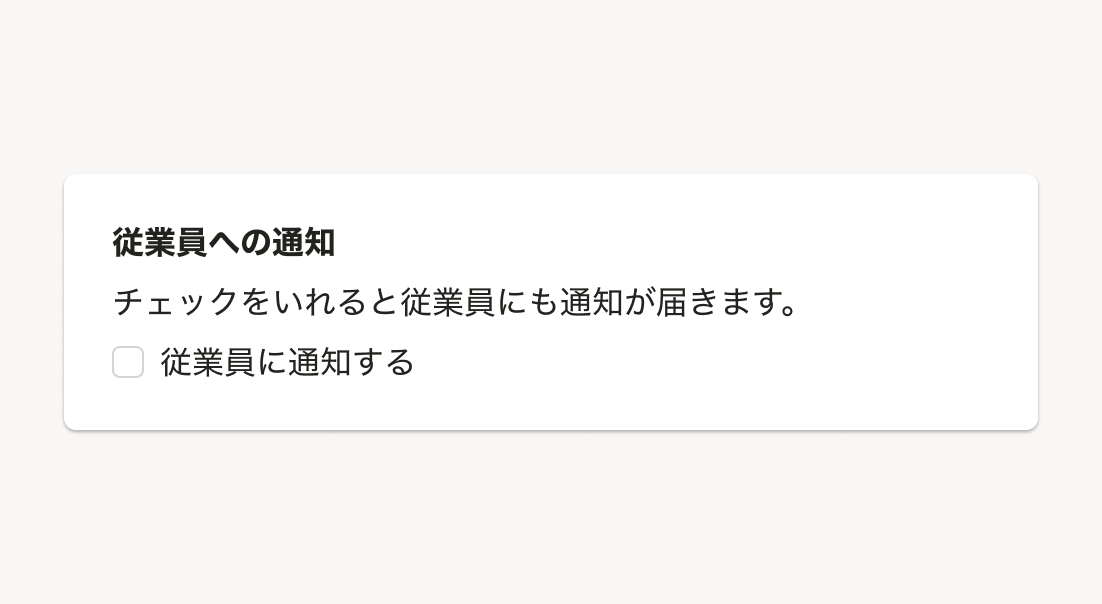 従業員への通知
チェックをいれると従業員にも通知が届きます。
従業員に通知する